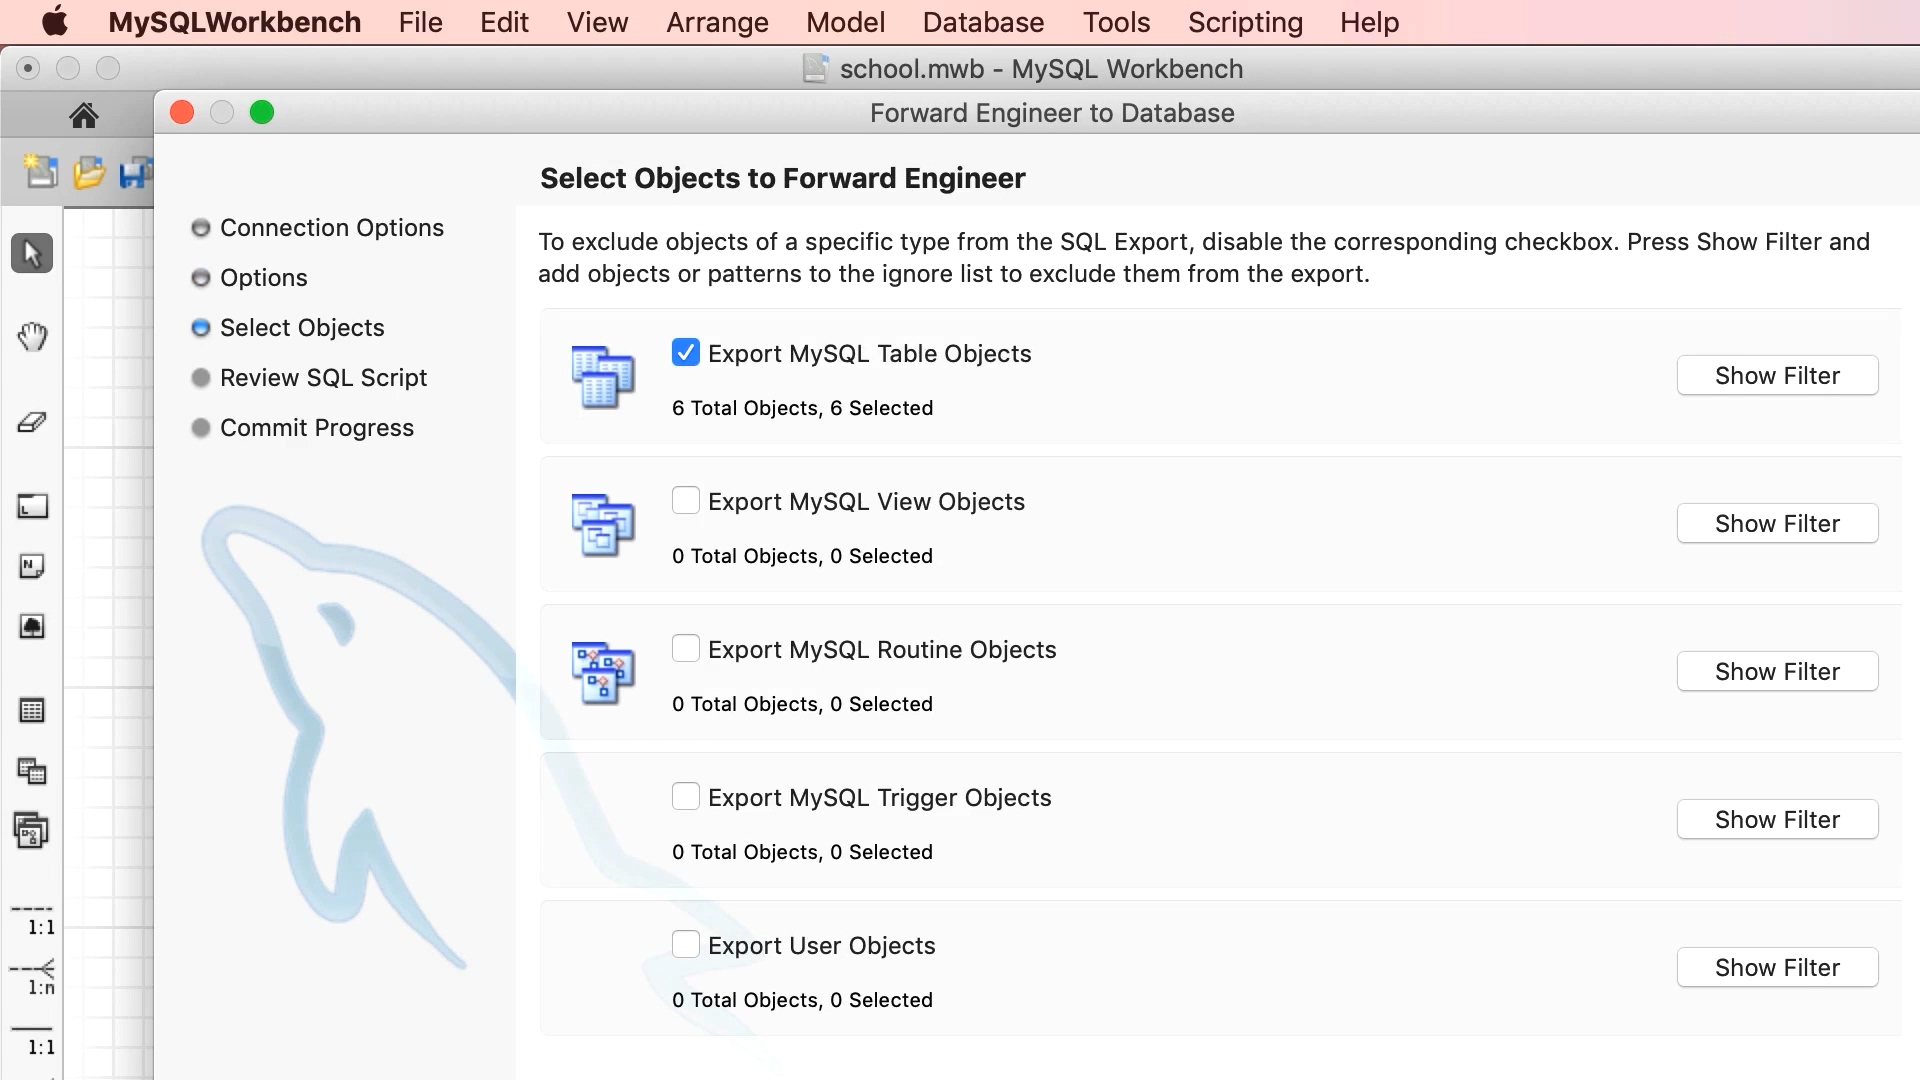 MySQLWorkbench File Edit View Arrange Model Database Tools Scripting Help
school.mwb - MySQL Workbench
Forward Engineer to Database
Select Objects to Forward Engineer
Connection Options
Options
Select Objects
Review SQL Script
Commit Progress
To exclude objects of a specific type from the SQL Export, disable the corresponding checkbox. Press Show Filter and
add objects or patterns to the ignore list to exclude them from the export.
Export MySQL Table Objects
6 Total Objects, 6 Selected
Show Filter
Export MySQL View Objects
0 Total Objects, 0 Selected
Show Filter
Export MySQL Routine Objects
0 Total Objects, 0 Selected
Show Filter
Export MySQL Trigger Objects
0 Total Objects, 0 Selected
Show Filter
Export User Objects
0 Total Objects, 0 Selected
Show Filter
L
N
1:1
1:n
1:1